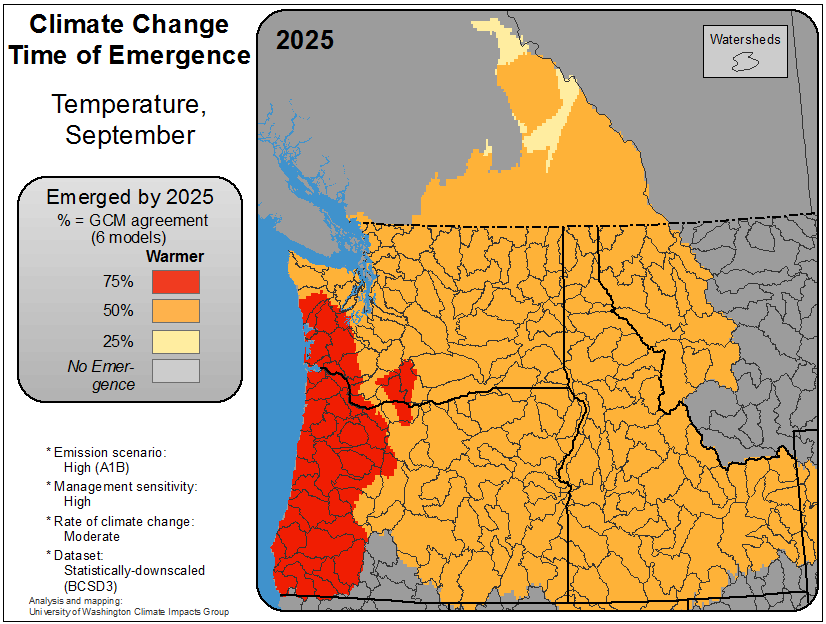 Climate Change
Time of Emergence
Temperature,
September
Emerged by 2025
% = GCM agreement
(6 models)
Warmer
75%
50%
25%
No Emer-
gence
* Emission scenario:
High (A1B)
* Management sensitivity:
High
* Rate of climate change:
Moderate
* Dataset:
Statistically-downscaled
(BCSD3)
Analysis and mapping:
University of Washington Climate Impacts Group
2025
Watersheds